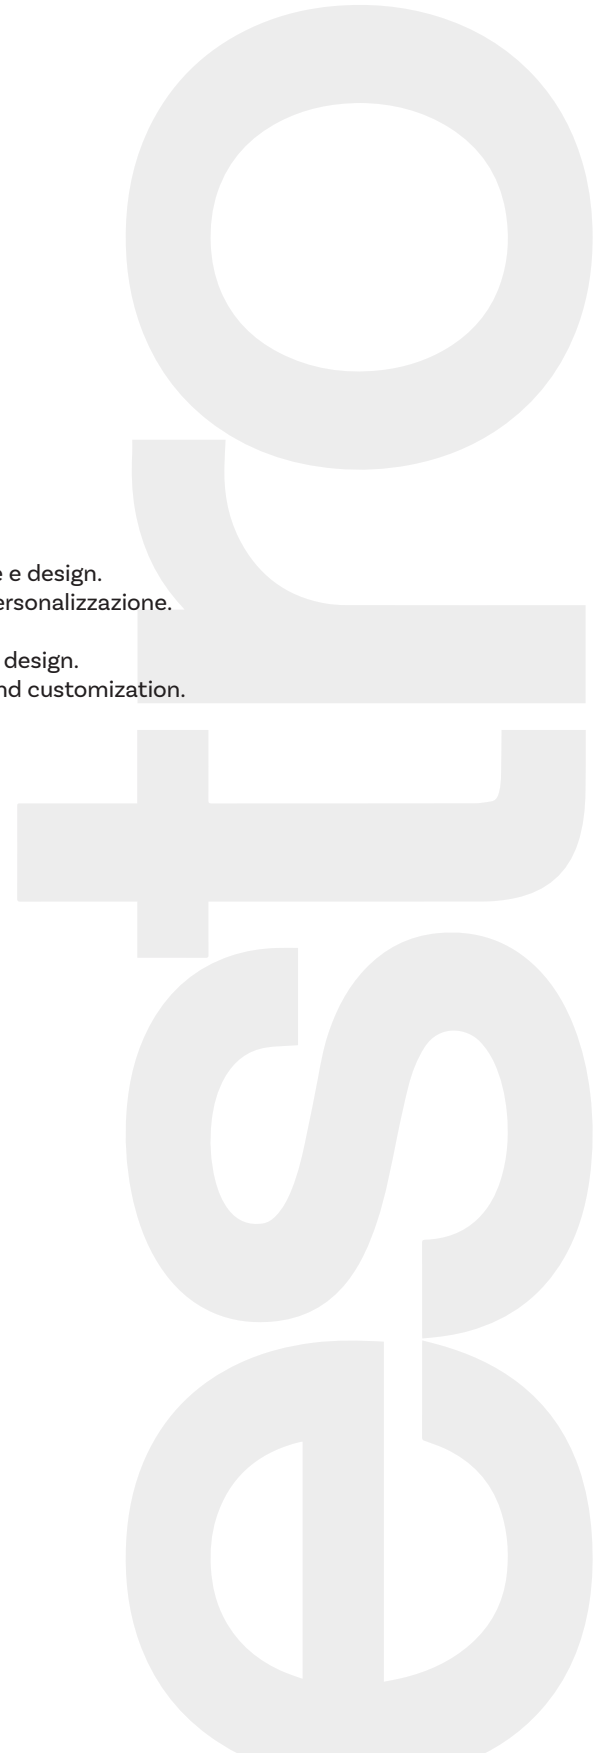 e e design.
ersonalizzazione.
design.
nd customization.
estro